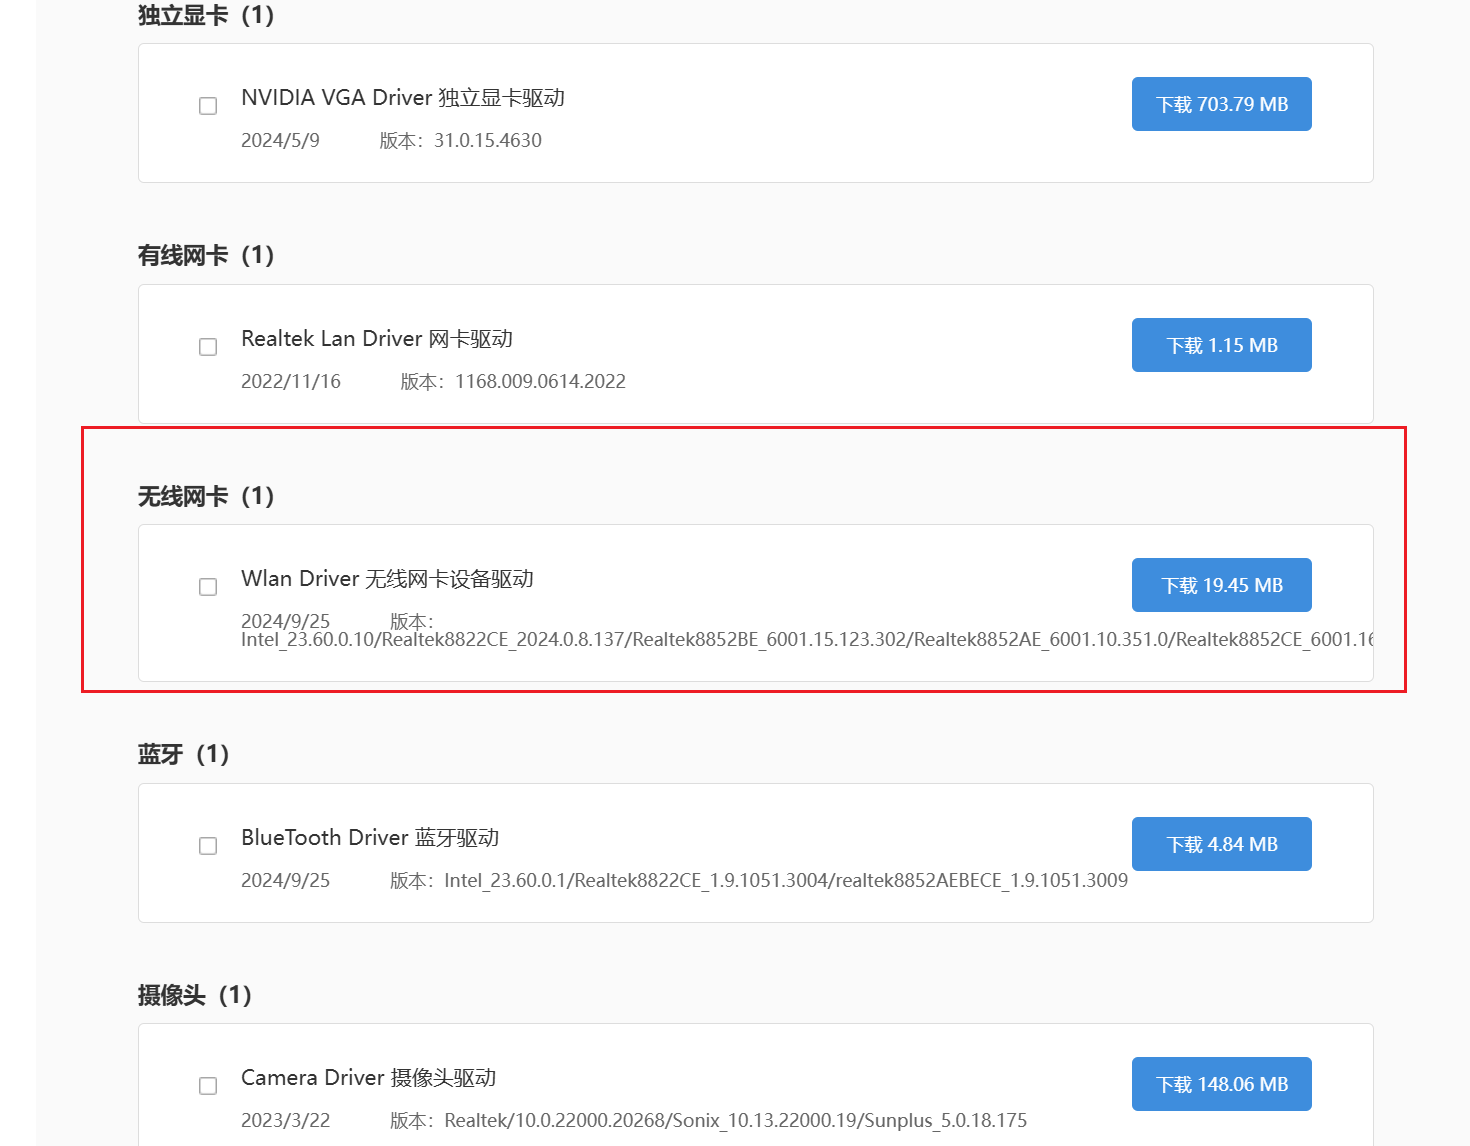 独立显卡（1）
NVIDIA VGA Driver 独立显卡驱动
下载 703.79 MB
2024/5/9 版本：31.0.15.4630
有线网卡（1）
Realtek Lan Driver 网卡驱动
下载 1.15 MB
2022/11/16 版本：1168.009.0614.2022
无线网卡（1）
Wlan Driver 无线网卡设备驱动
下载 19.45 MB
2024/9/25 版本：
Intel_23.60.0.10/Realtek8822CE_2024.0.8.137/Realtek8852BE_6001.15.123.302/Realtek8852AE_6001.10.351.0/Realtek8852CE_6001.16
蓝牙（1）
BlueTooth Driver 蓝牙驱动
下载 4.84 MB
2024/9/25 版本：Intel_23.60.0.1/Realtek8822CE_1.9.1051.3004/realtek8852AEBECE_1.9.1051.3009
摄像头（1）
Camera Driver 摄像头驱动
下载 148.06 MB
2023/3/22 版本：Realtek/10.0.22000.20268/Sonix_10.13.22000.19/Sunplus_5.0.18.175